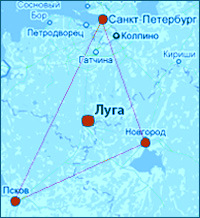 Сосновый
Бор
Санкт-Петербург
Петродворец
Колпино
Гатчина
Кириши
Луга
Новгород
Псков